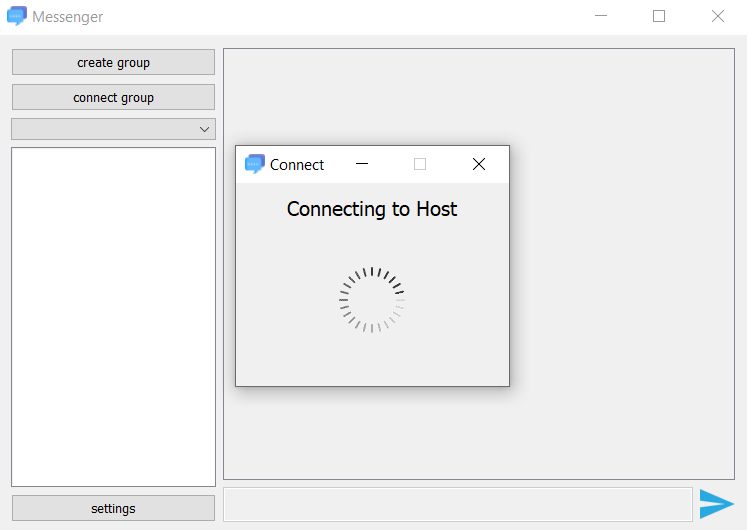 Messenger
create group
connect group
Connect
Connecting to Host
settings